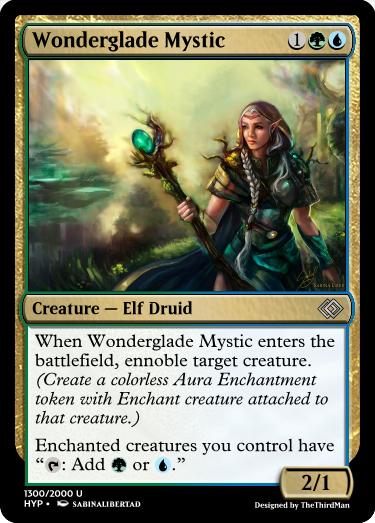 Wonderglade Mystic 1
Creature — Elf Druid
When Wonderglade Mystic enters the
battlefield, ennoble target creature.
(Create a colorless Aura Enchantment
token with Enchant creature attached to
that creature.)
Enchanted creatures you control have
“: Add or .”
2/1
1300/2000 U
HYP • SABINALIBERTAD
Designed by TheThirdMan